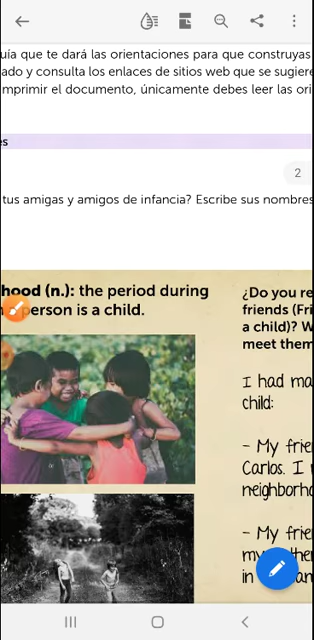 uía que te dará las orientaciones para que construyas
ado y consulta los enlaces de sitios web que se sugiere
mprimir el documento, únicamente debes leer las ori
es
2
tus amigas y amigos de infancia? Escribe sus nombres
hood (n.): the period during
person is a child.
¿Do you re
friends (Fri
a child)? W
meet them
I had ma
child:
- My frie
Carlos. I
neighborho
- My frie
my
in